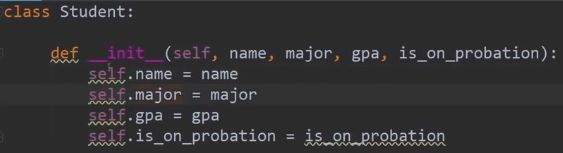 class Student:
def __init__(self, name, major, gpa, is_on_probation):
self.name = name
self.major = major
self.gpa = gpa
self.is_on_probation = is_on_probation